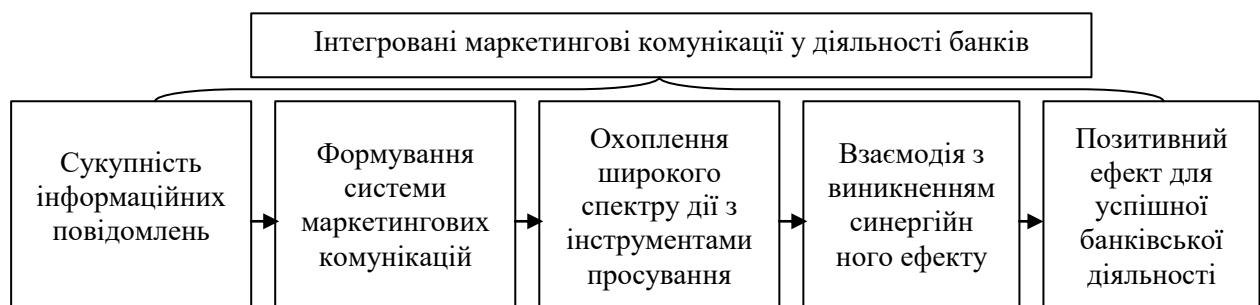 Інтегровані маркетингові комунікації у діяльності банків
Сукупність
інформаційних
повідомлень
Формування
системи
маркетингових
комунікацій
Охоплення
широкого
спектру дії з
інструментами
просування
Взаємодія з
виникненням
синергійн
ного ефекту
Позитивний
ефект для
успішної
банківської
діяльності